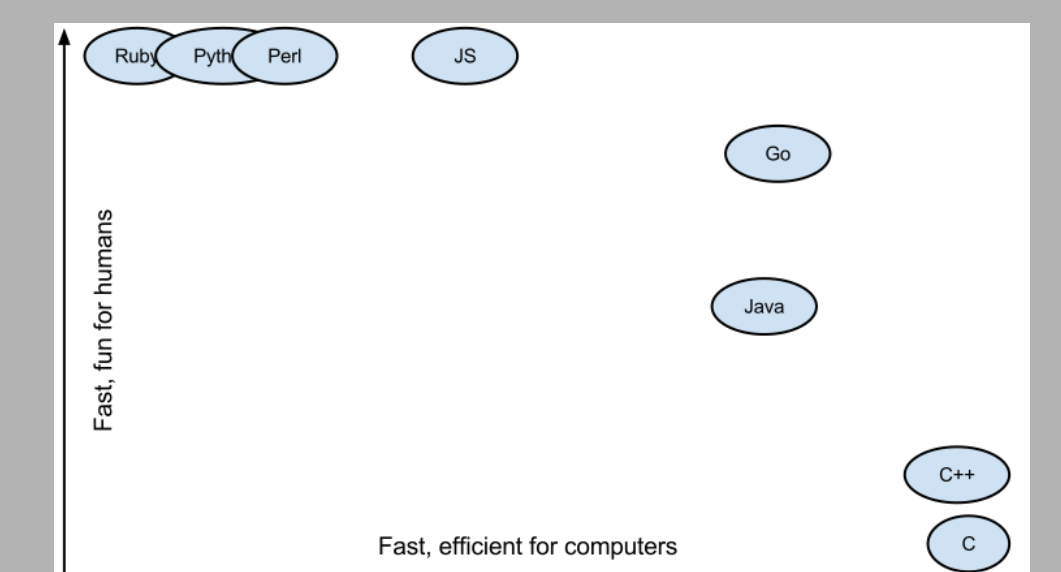 Ruby
Pyth
Perl
JS
Go
Fast, fun for humans
Java
C++
Fast, efficient for computers
C